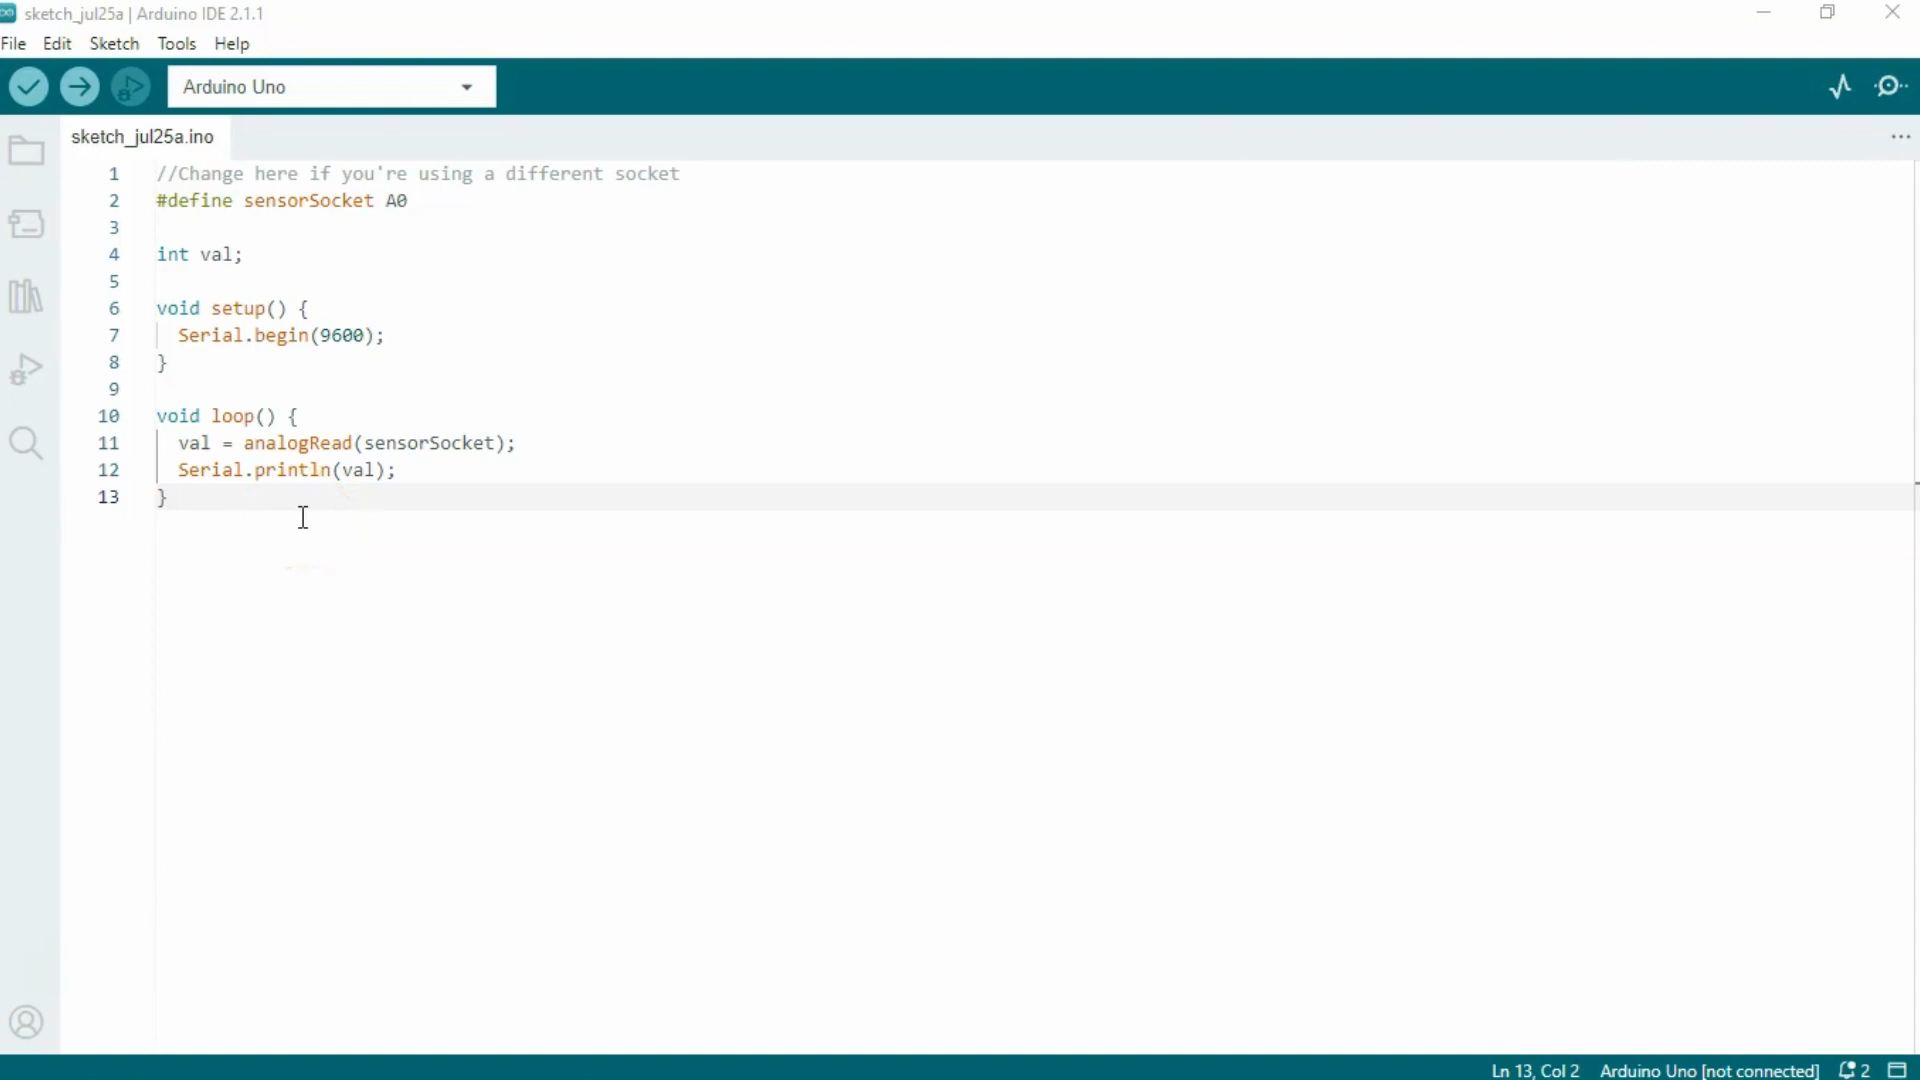 sketch_jul25a | Arduino IDE 2.1.1
File Edit Sketch Tools Help
Arduino Uno
sketch_jul25a.ino
1 //Change here if you're using a different socket
2 #define sensorSocket A0
3
4 int val;
5
6 void setup() {
7 Serial.begin(9600);
8 }
9
10 void loop() {
11 val = analogRead(sensorSocket);
12 Serial.println(val);
13 }
Ln 13, Col 2 Arduino Uno [not connected] 2